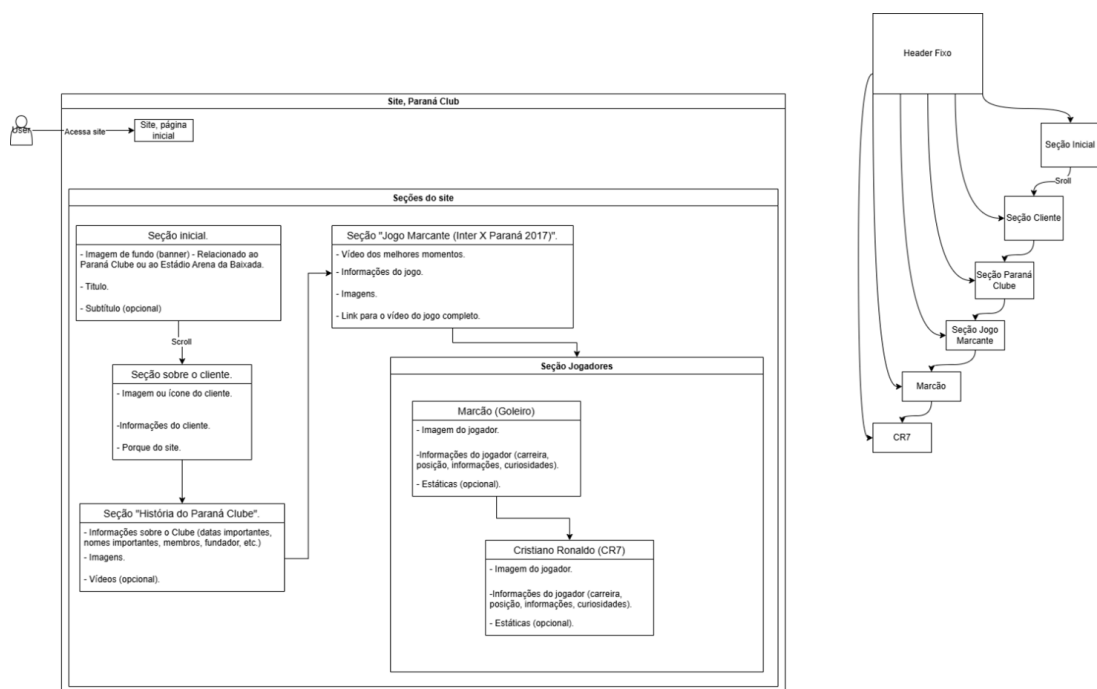 Header Fixo
Site, Paraná Club
User
Acessa site
Site, página
inicial
Seções do site
Seção inicial.
- Imagem de fundo (banner) - Relacionado ao
Paraná Clube ou ao Estádio Arena da Baixada.
- Titulo.
- Subtítulo (opcional)
Scroll
Seção sobre o cliente.
- Imagem ou ícone do cliente.
-Informações do cliente.
- Porque do site.
Seção "História do Paraná Clube".
- Informações sobre o Clube (datas importantes,
nomes importantes, membros, fundador, etc.)
- Imagens.
- Vídeos (opcional).
Seção "Jogo Marcante (Inter X Paraná 2017)".
- Vídeo dos melhores momentos.
- Informações do jogo.
- Imagens.
- Link para o vídeo do jogo completo.
Seção Jogadores
Marcão (Goleiro)
- Imagem do jogador.
-Informações do jogador (carreira,
posição, informações, curiosidades).
- Estáticas (opcional).
Cristiano Ronaldo (CR7)
- Imagem do jogador.
-Informações do jogador (carreira,
posição, informações, curiosidades).
- Estáticas (opcional).
Seção Inicial
Sroll
Seção Cliente
Seção Paraná
Clube
Seção Jogo
Marcante
Marcão
CR7